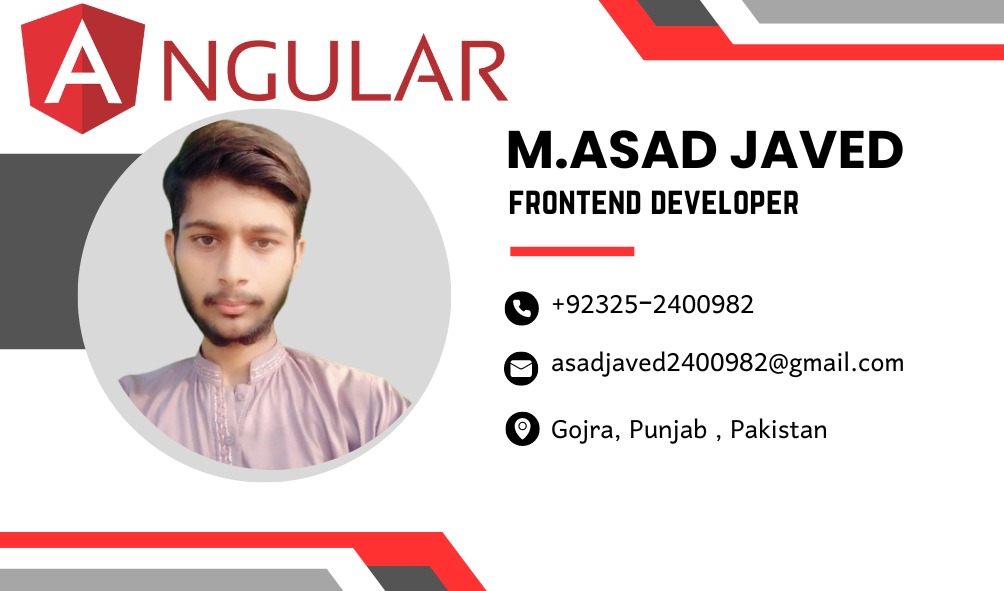 ANGULAR
M.ASAD JAVED
FRONTEND DEVELOPER
+92325-2400982
asadjaved2400982@gmail.com
Gojra, Punjab , Pakistan